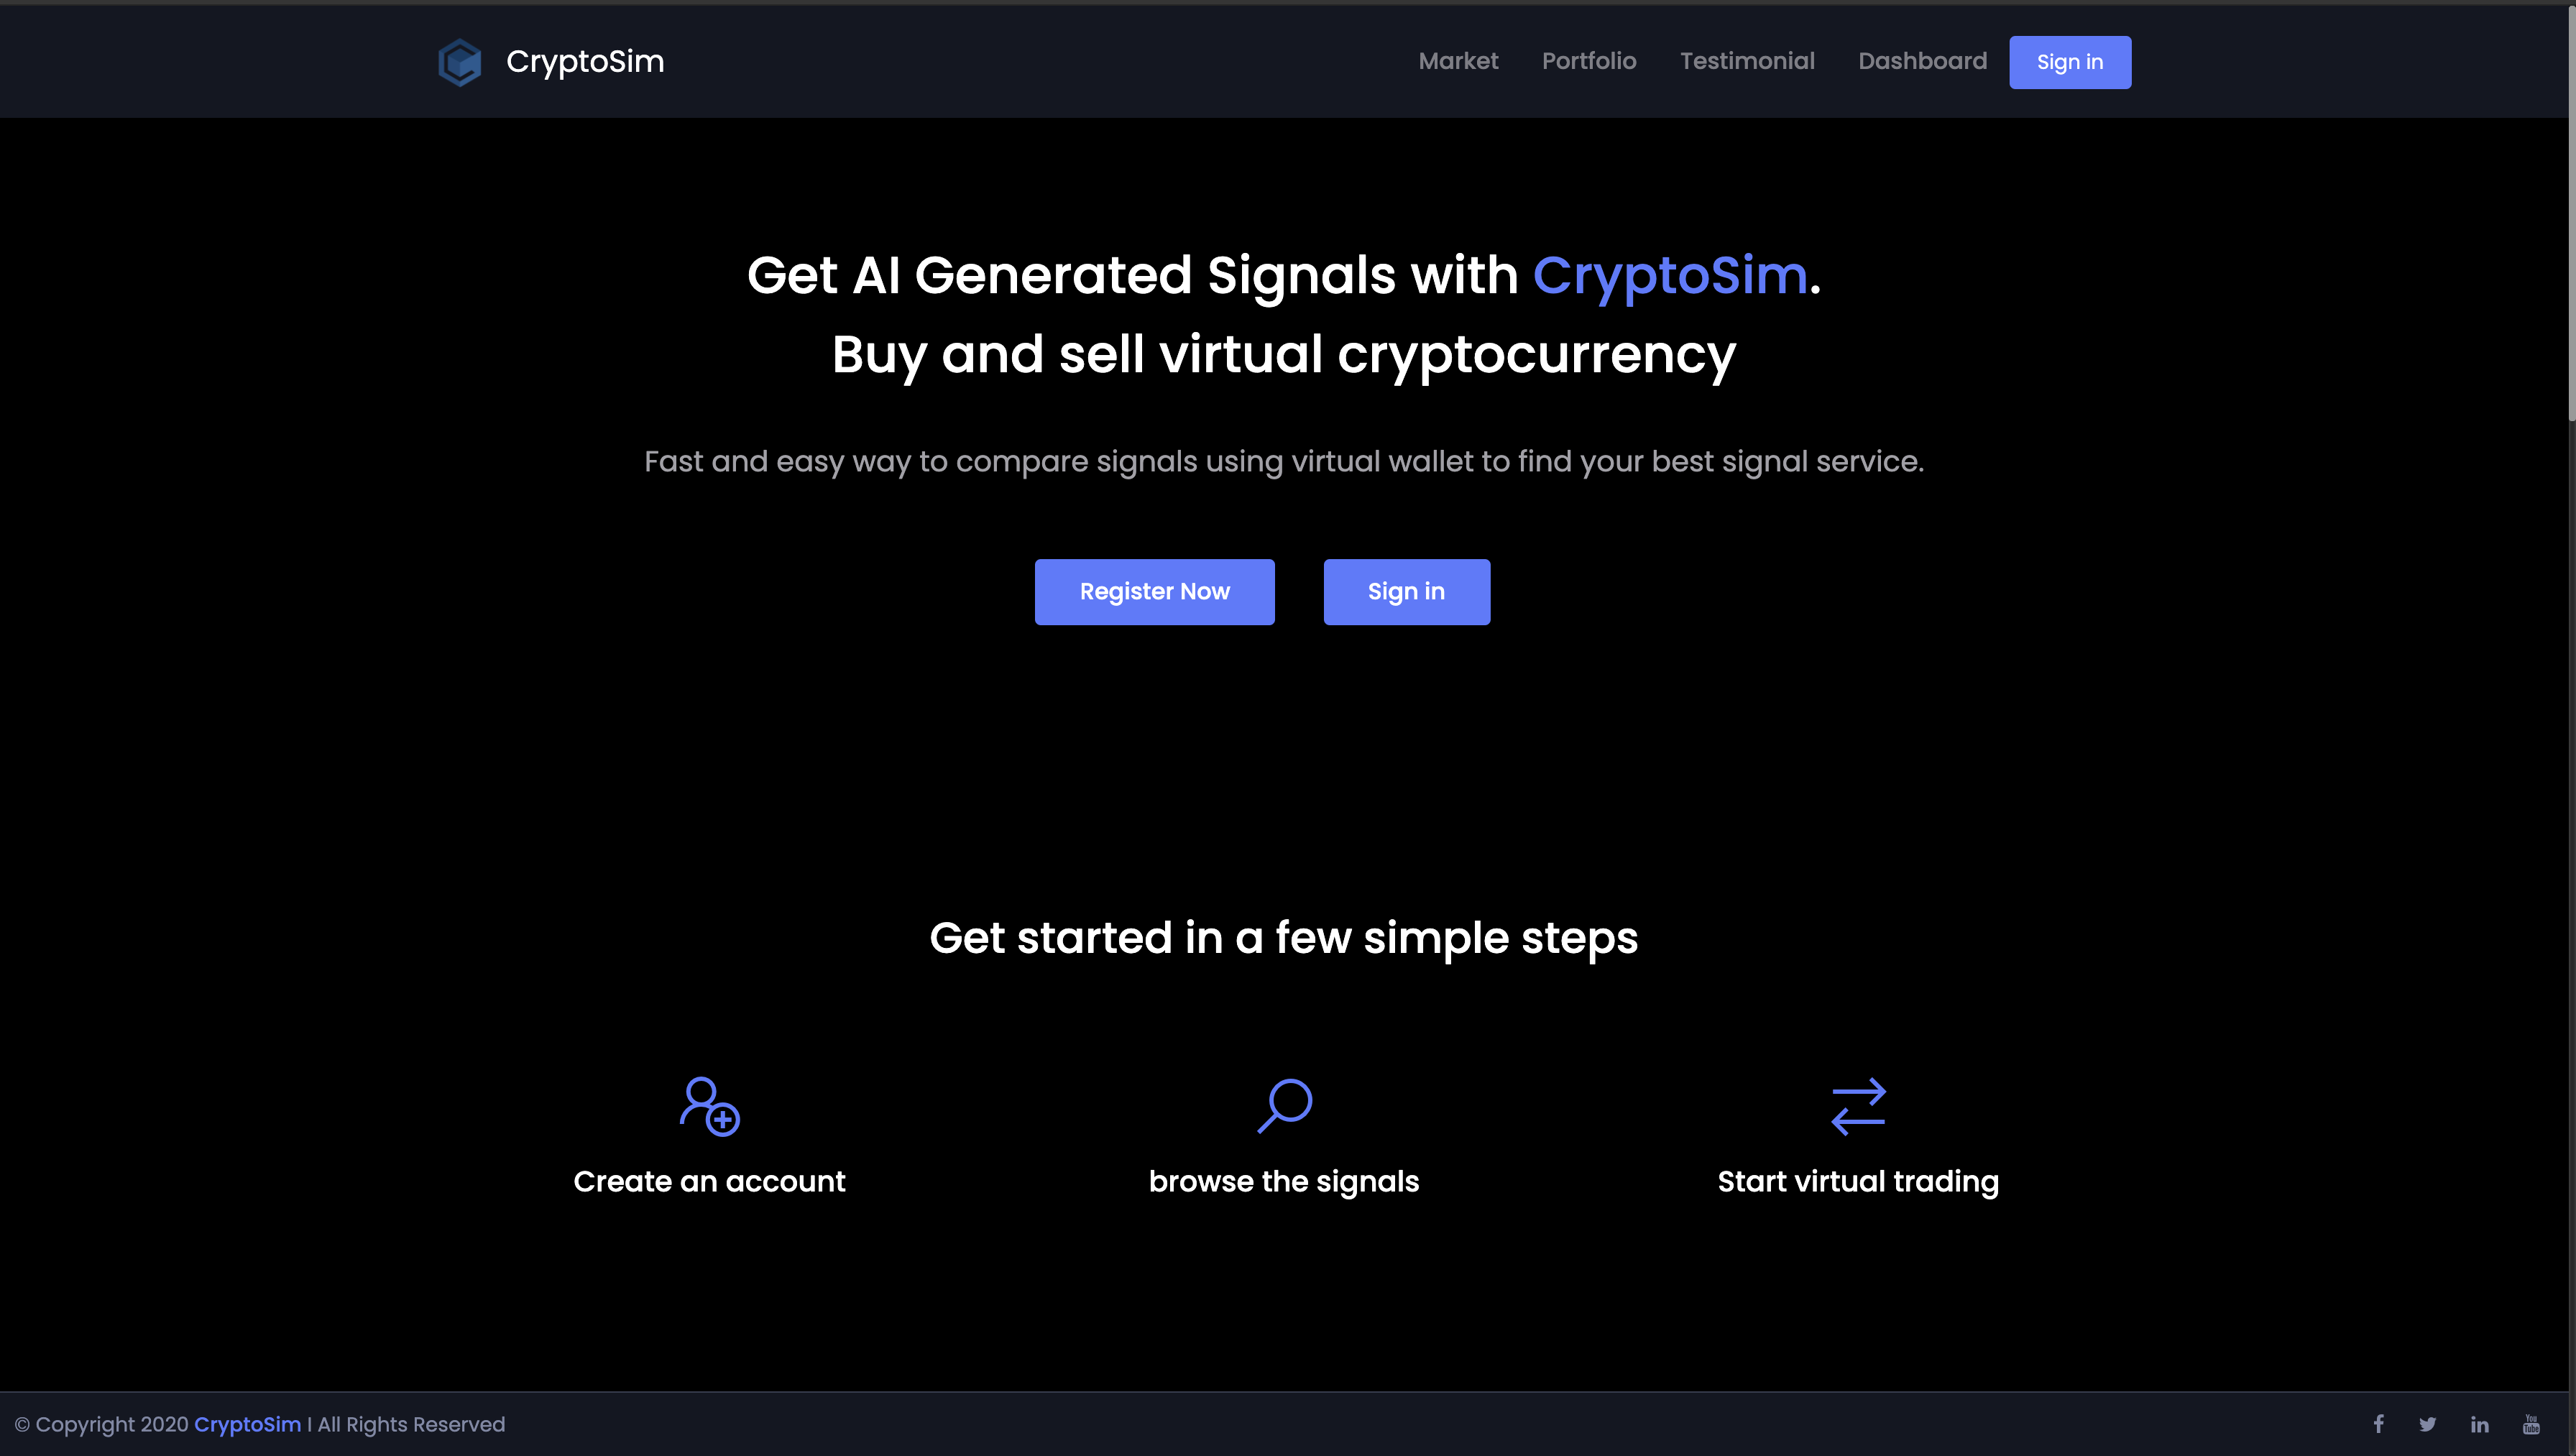 CryptoSim
Market Portfolio Testimonial Dashboard Sign in
Get AI Generated Signals with CryptoSim.
Buy and sell virtual cryptocurrency
Fast and easy way to compare signals using virtual wallet to find your best signal service.
Register Now Sign in
Get started in a few simple steps
Create an account browse the signals Start virtual trading
© Copyright 2020 CryptoSim I All Rights Reserved
You
Tube